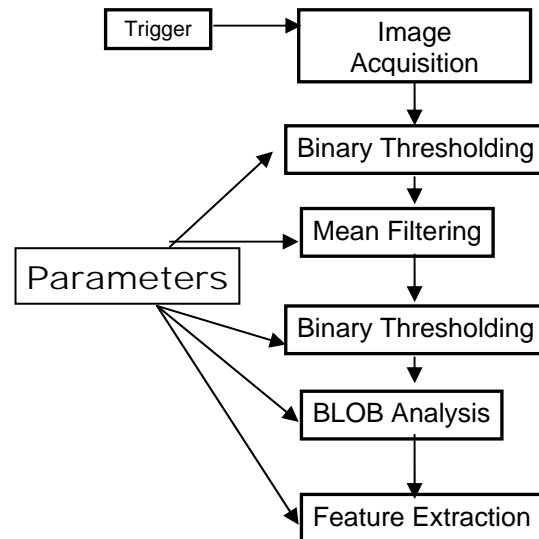 Trigger
Image
Acquisition
Binary Thresholding
Mean Filtering
Parameters
Binary Thresholding
BLOB Analysis
Feature Extraction